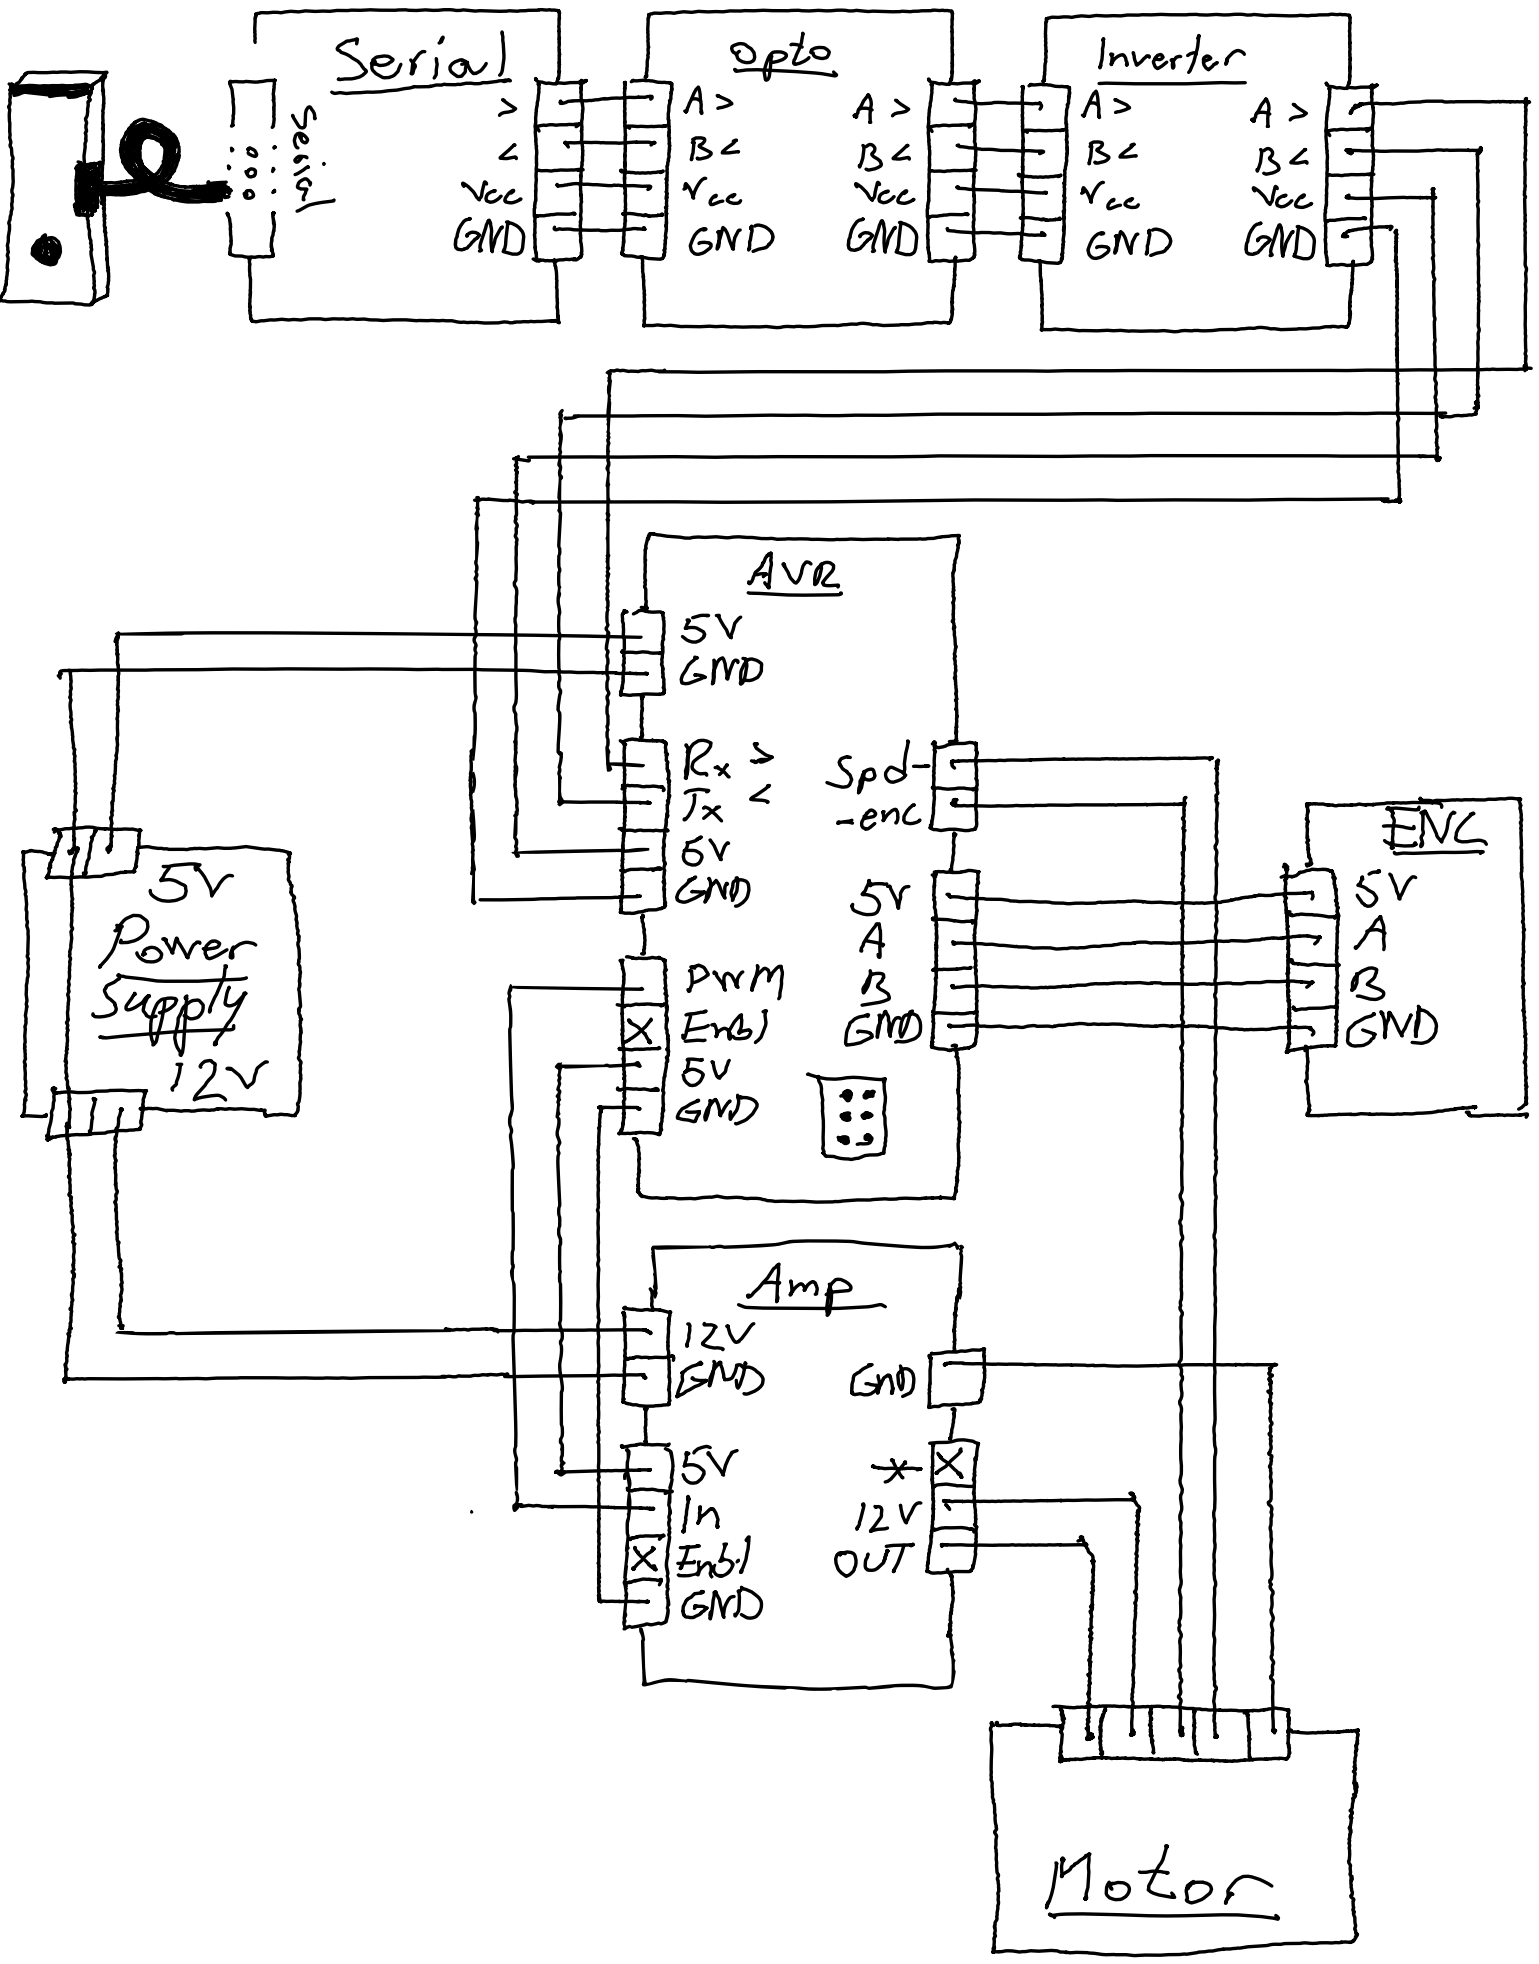 Serial
>
<
Vcc
GND
Serial
Opto
A >
B <
Vcc
GND
A >
B <
Vcc
GND
Inverter
A >
B <
Vcc
GND
A >
B <
Vcc
GND
AVR
5V
GND
Rx >
Tx <
5V
GND
PWM
Enbl
5V
GND
Spd-
-enc
5V
A
B
GND
ENC
5V
A
B
GND
5V
Power
Supply
12V
Amp
12V
GND
5V
In
Enbl
GND
GND
x
12V
OUT
Motor